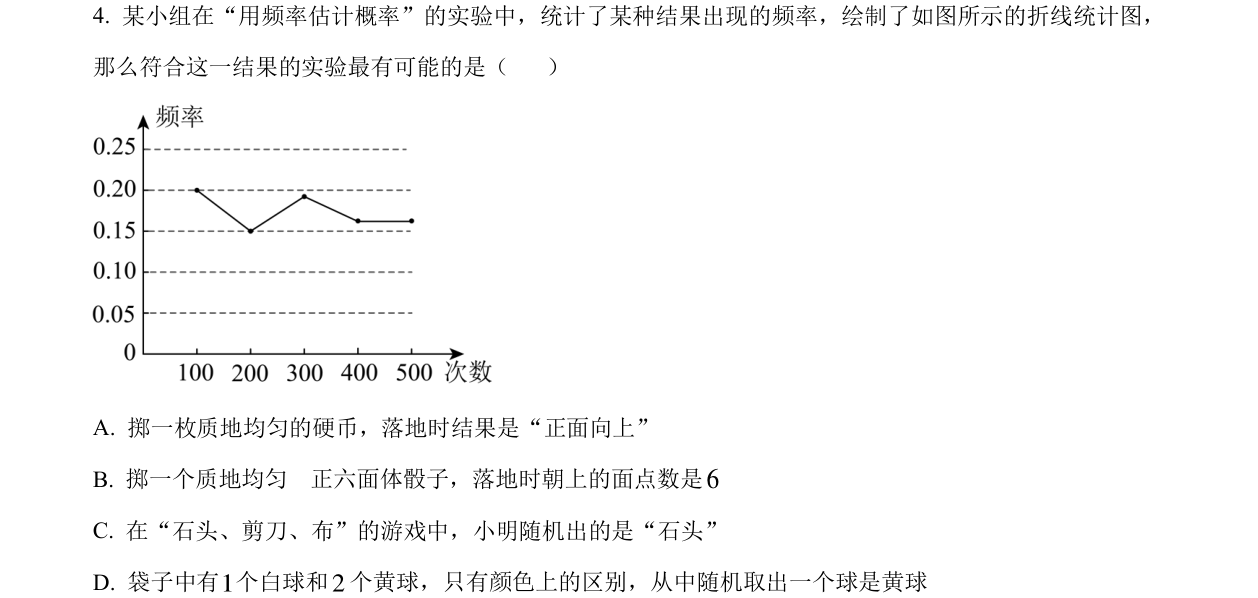 4. 某小组在“用频率估计概率”的实验中，统计了某种结果出现的频率，绘制了如图所示的折线统计图，
那么符合这一结果的实验最有可能的是（　　）
频率
0.25
0.20
0.15
0.10
0.05
0
100 200 300 400 500 次数
A. 掷一枚质地均匀的硬币，落地时结果是“正面向上”
B. 掷一个质地均匀　正六面体骰子，落地时朝上的面点数是6
C. 在“石头、剪刀、布”的游戏中，小明随机出的是“石头”
D. 袋子中有1个白球和2个黄球，只有颜色上的区别，从中随机取出一个球是黄球